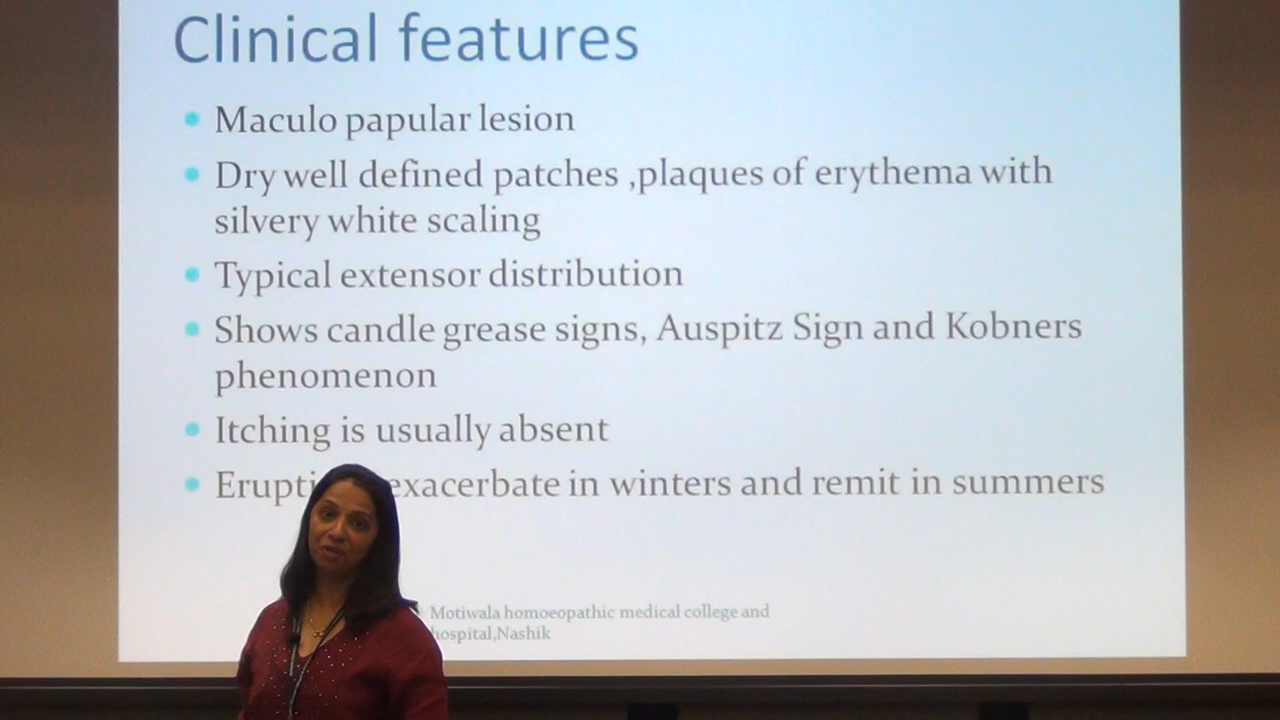 Clinical features
Maculo papular lesion
Dry well defined patches ,plaques of erythema with
silvery white scaling
Typical extensor distribution
Shows candle grease signs, Auspitz Sign and Kobners
phenomenon
Itching is usually absent
exacerbate in winters and remit in summers
Motiwala homoeopathic medical college and
hospital,Nashik